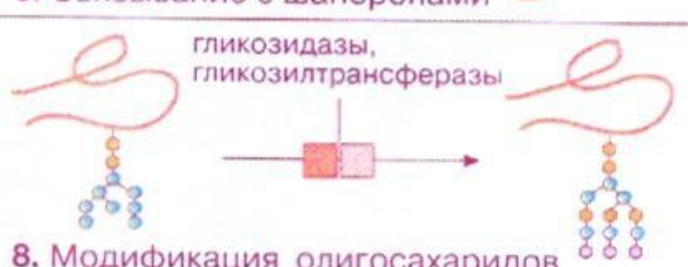 гликозидазы,
гликозилтрансферазы
8. Модификация олигосахаридов